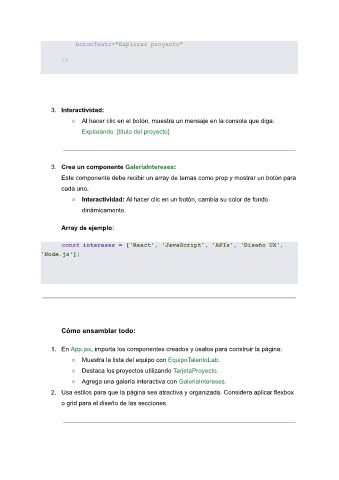 botonTexto="Explorar proyecto"
/>
3. Interactividad:
○ Al hacer clic en el botón, muestra un mensaje en la consola que diga:
Explorando: [título del proyecto].
3. Crea un componente GaleriaIntereses:
Este componente debe recibir un array de temas como prop y mostrar un botón para
cada uno.
○ Interactividad: Al hacer clic en un botón, cambia su color de fondo
dinámicamente.
Array de ejemplo:
const intereses = ['React', 'JavaScript', 'APIs', 'Diseño UX',
'Node.js'];
Cómo ensamblar todo:
1. En App.jsx, importa los componentes creados y úsalos para construir la página:
○ Muestra la lista del equipo con EquipoTalentoLab.
○ Destaca los proyectos utilizando TarjetaProyecto.
○ Agrega una galería interactiva con GaleriaIntereses.
2. Usa estilos para que la página sea atractiva y organizada. Considera aplicar flexbox
o grid para el diseño de las secciones.